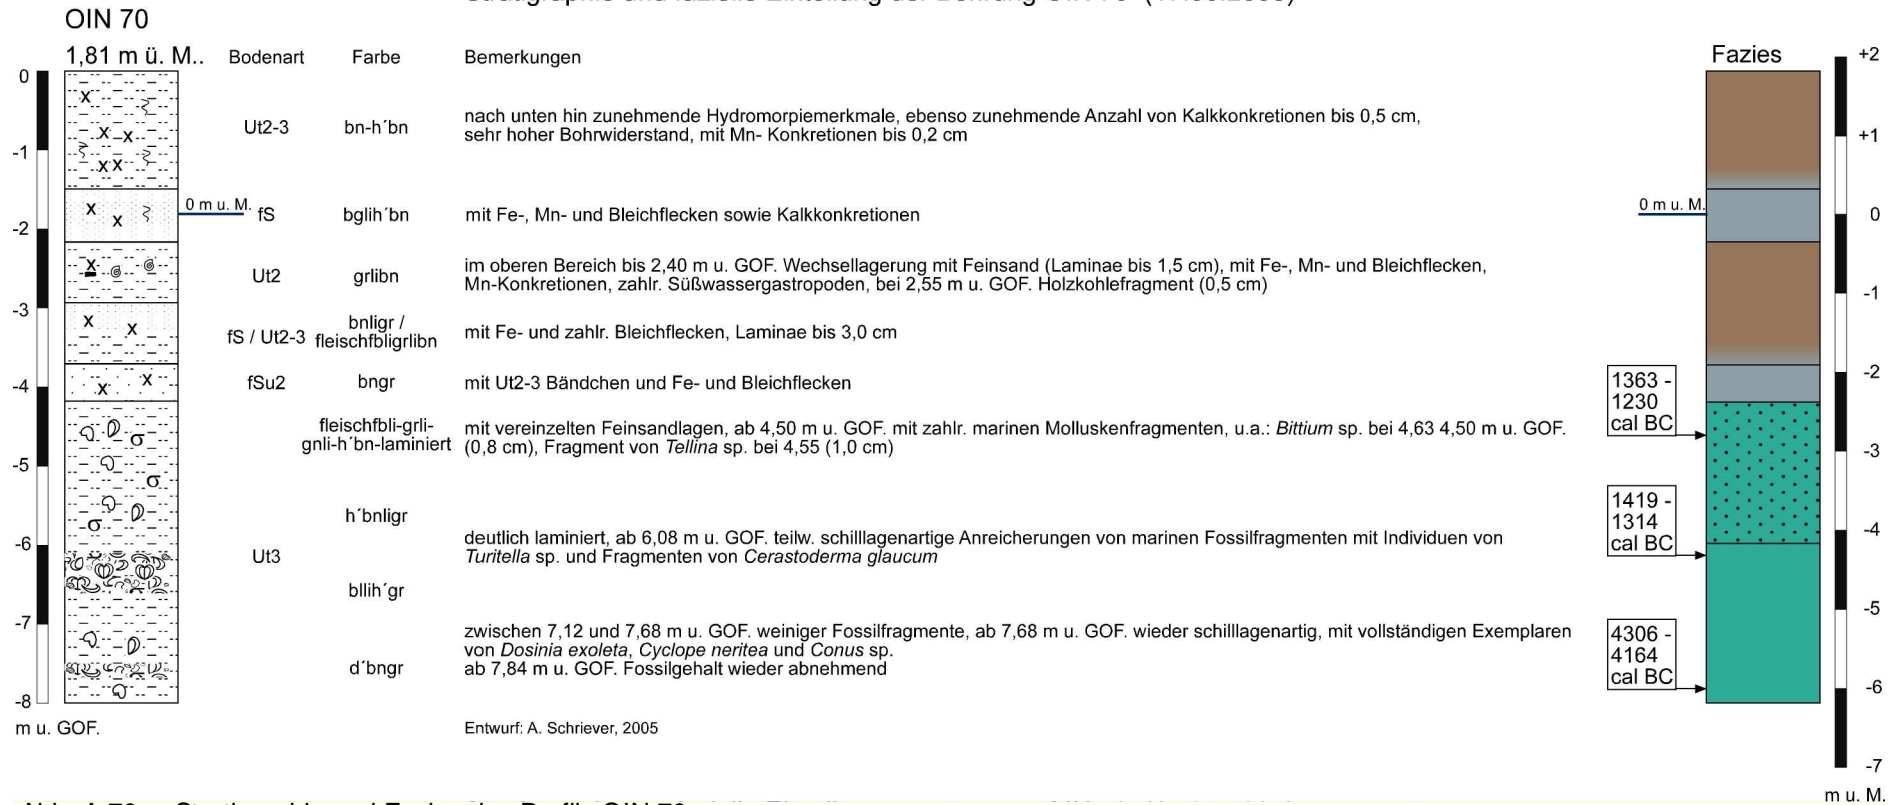 OIN 70
1,81 m ü. M..
Bodenart
Farbe
Bemerkungen
Fazies
0
-1
-2
-3
-4
-5
-6
-7
-8
m u. GOF.
0 m u. M.
Ut2-3
bn-h´bn
nach unten hin zunehmende Hydromorpiemerkmale, ebenso zunehmende Anzahl von Kalkkonkretionen bis 0,5 cm,
sehr hoher Bohrwiderstand, mit Mn- Konkretionen bis 0,2 cm
fS
bglih´bn
mit Fe-, Mn- und Bleichflecken sowie Kalkkonkretionen
Ut2
grlibn
im oberen Bereich bis 2,40 m u. GOF. Wechsellagerung mit Feinsand (Laminae bis 1,5 cm), mit Fe-, Mn- und Bleichflecken,
Mn-Konkretionen, zahlr. Süßwassergastropoden, bei 2,55 m u. GOF. Holzkohlefragment (0,5 cm)
fS / Ut2-3
bnligr /
fleischfbligrlibn
mit Fe- und zahlr. Bleichflecken, Laminae bis 3,0 cm
fSu2
bngr
mit Ut2-3 Bändchen und Fe- und Bleichflecken
fleischfbli-grli-
gnli-h´bn-laminiert
mit vereinzelten Feinsandlagen, ab 4,50 m u. GOF. mit zahlr. marinen Molluskenfragmenten, u.a.: Bittium sp. bei 4,63 4,50 m u. GOF.
(0,8 cm), Fragment von Tellina sp. bei 4,55 (1,0 cm)
h´bnligr
Ut3
deutlich laminiert, ab 6,08 m u. GOF. teilw. schilllagenartige Anreicherungen von marinen Fossilfragmenten mit Individuen von
Turitella sp. und Fragmenten von Cerastoderma glaucum
bllih´gr
zwischen 7,12 und 7,68 m u. GOF. weiniger Fossilfragmente, ab 7,68 m u. GOF. wieder schilllagenartig, mit vollständigen Exemplaren
von Dosinia exoleta, Cyclope neritea und Conus sp.
d´bngr
ab 7,84 m u. GOF. Fossilgehalt wieder abnehmend
Entwurf: A. Schriever, 2005
0 m u. M.
1363 -
1230
cal BC
1419 -
1314
cal BC
4306 -
4164
cal BC
+2
+1
0
-1
-2
-3
-4
-5
-6
-7
m u. M.